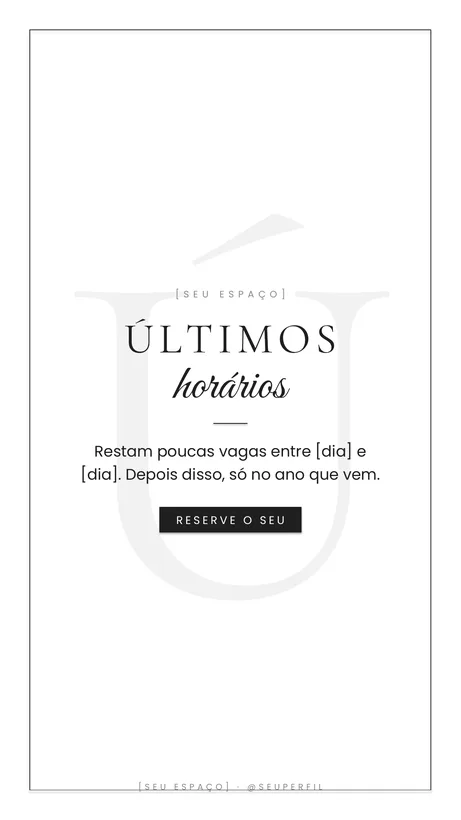 [SEU ESPAÇO]
ÚLTIMOS
horários
Restam poucas vagas entre [dia] e
[dia]. Depois disso, só no ano que vem.
RESERVE O SEU
[SEU ESPAÇO] · @SEUPERFIL
Ú